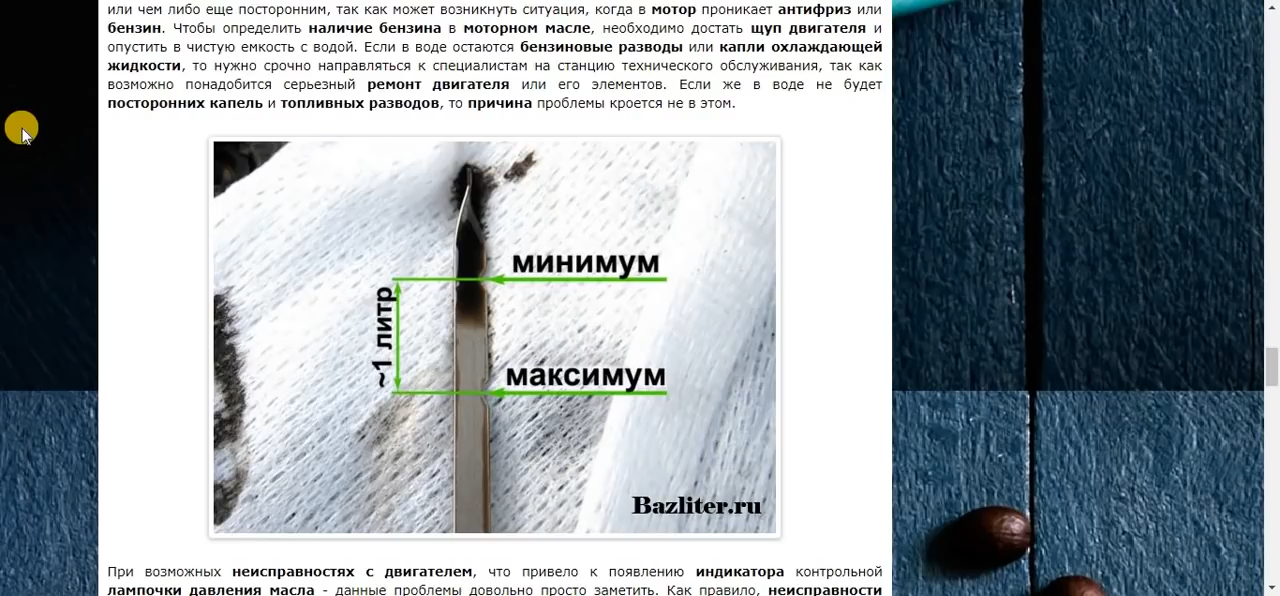 или чем либо еще посторонним, так как может возникнуть ситуация, когда в мотор проникает антифриз или
бензин. Чтобы определить наличие бензина в моторном масле, необходимо достать щуп двигателя и
опустить в чистую емкость с водой. Если в воде остаются бензиновые разводы или капли охлаждающей
жидкости, то нужно срочно направляться к специалистам на станцию технического обслуживания, так как
возможно понадобится серьезный ремонт двигателя или его элементов. Если же в воде не будет
посторонних капель и топливных разводов, то причина проблемы кроется не в этом.
минимум
~1 литр
максимум
Bazliter.ru
При возможных неисправностях с двигателем, что привело к появлению индикатора контрольной
лампочки давления масла - данные проблемы довольно просто заметить. Как правило, неисправности